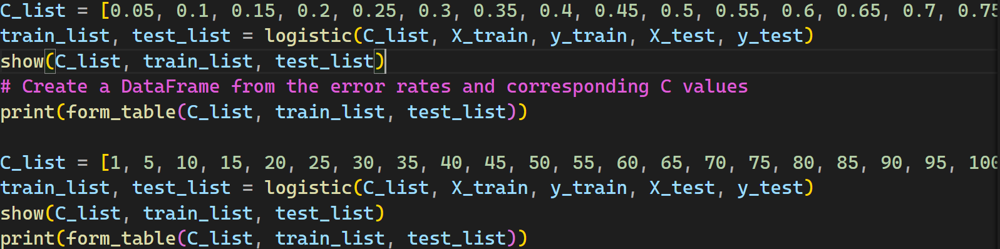 C_list = [0.05, 0.1, 0.15, 0.2, 0.25, 0.3, 0.35, 0.4, 0.45, 0.5, 0.55, 0.6, 0.65, 0.7, 0.75
train_list, test_list = logistic(C_list, X_train, y_train, X_test, y_test)
show(C_list, train_list, test_list)
# Create a DataFrame from the error rates and corresponding C values
print(form_table(C_list, train_list, test_list))
C_list = [1, 5, 10, 15, 20, 25, 30, 35, 40, 45, 50, 55, 60, 65, 70, 75, 80, 85, 90, 95, 100
train_list, test_list = logistic(C_list, X_train, y_train, X_test, y_test)
show(C_list, train_list, test_list)
print(form_table(C_list, train_list, test_list))